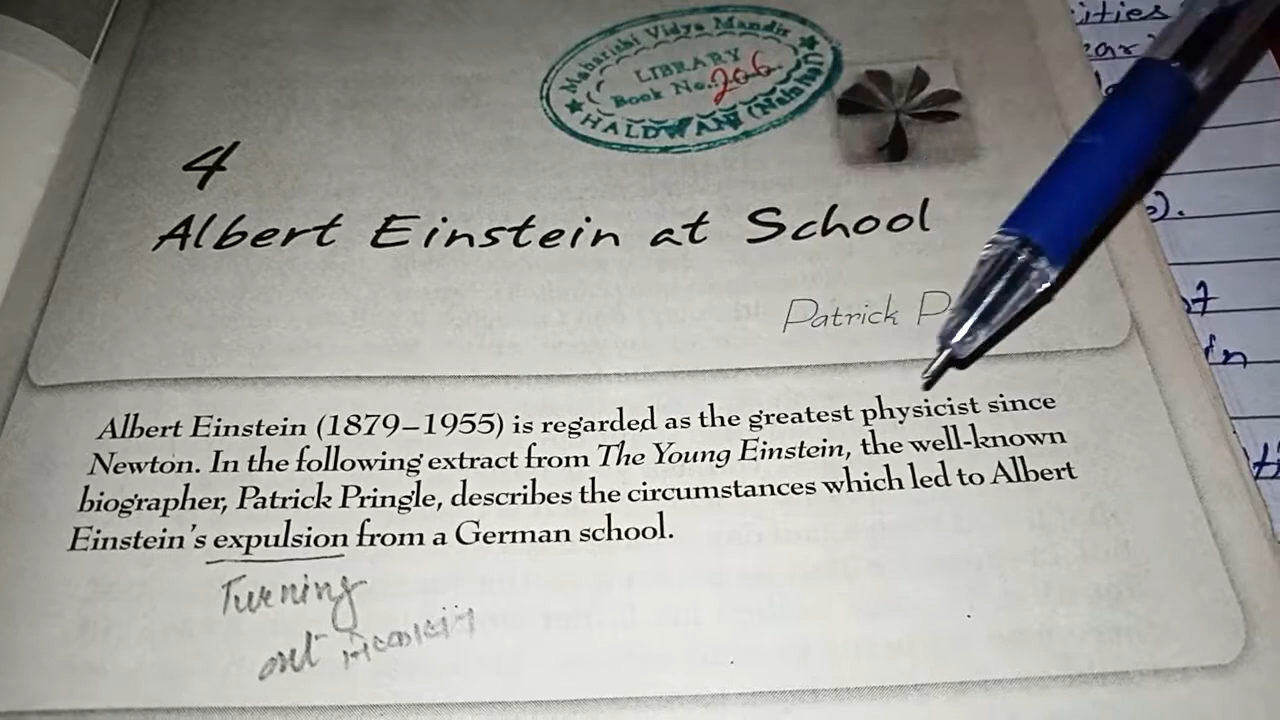 Maharishi Vidya Mandir
LIBRARY
Book No.: 206
HALDWANI (Nainital)
4
Albert Einstein at School
Patrick P
Albert Einstein (1879–1955) is regarded as the greatest physicist since
Newton. In the following extract from The Young Einstein, the well-known
biographer, Patrick Pringle, describes the circumstances which led to Albert
Einstein's expulsion from a German school.
Turning
out
ities